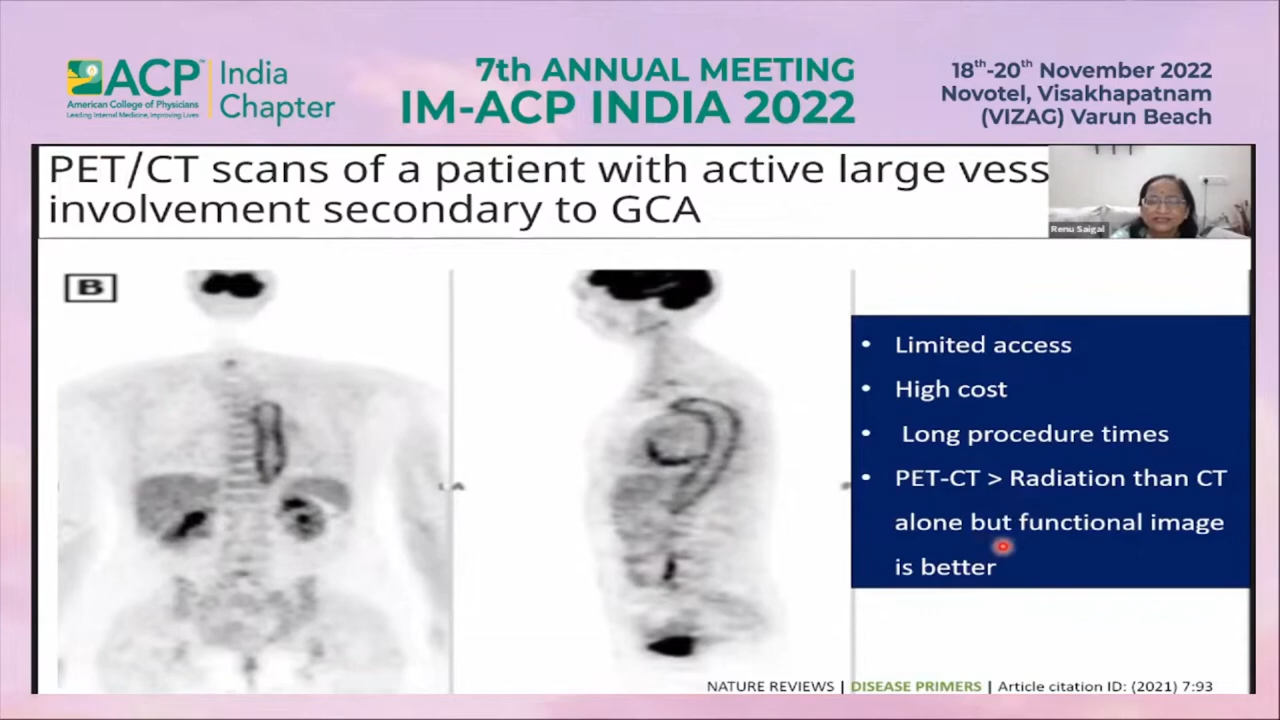 ACP
American College of Physicians
Leading Internal Medicine, Improving Lives
India
Chapter
7th ANNUAL MEETING
IM-ACP INDIA 2022
18th-20th November 2022
Novotel, Visakhapatnam
(VIZAG) Varun Beach
PET/CT scans of a patient with active large vess
involvement secondary to GCA
Renu Saigal
B
A
• Limited access
• High cost
• Long procedure times
• PET-CT > Radiation than CT
alone but functional image
is better
NATURE REVIEWS | DISEASE PRIMERS | Article citation ID: (2021) 7:93